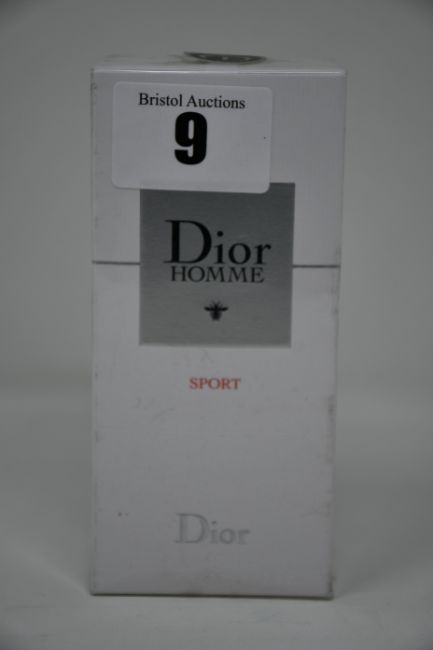 Bristol Auctions
9
Dior
HOMME
SPORT
Dior